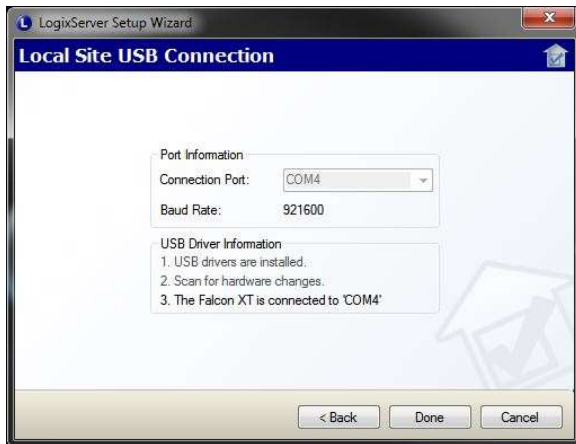 LogixServer Setup Wizard
Local Site USB Connection
Port Information
Connection Port: COM4
Baud Rate: 921600
USB Driver Information
1. USB drivers are installed.
2. Scan for hardware changes.
3. The Falcon XT is connected to 'COM4'
< Back Done Cancel